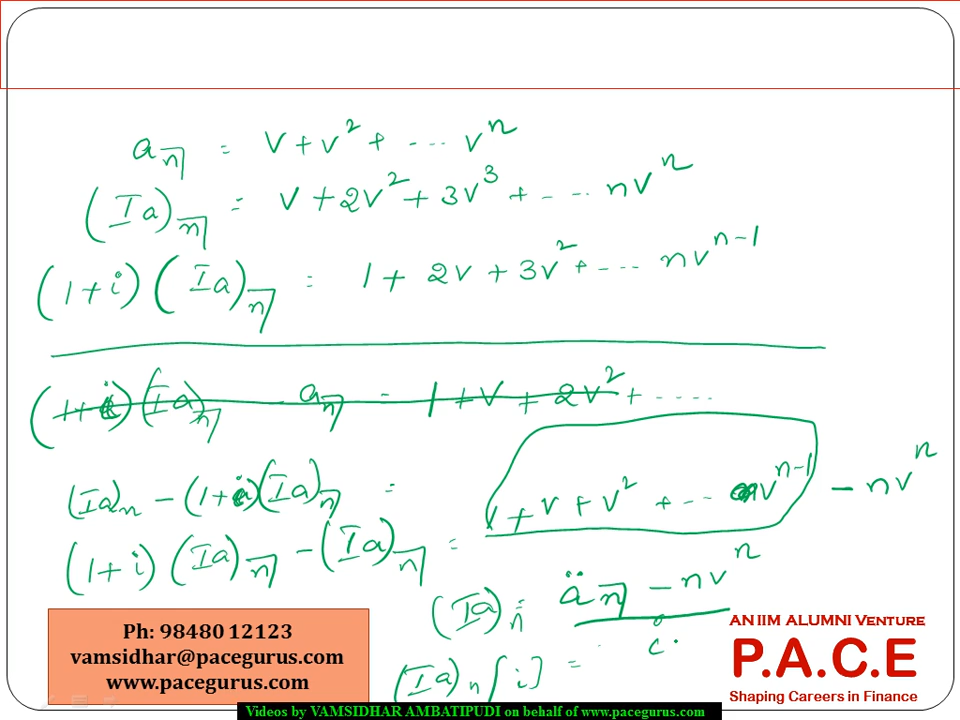 a n̅| = v + v² + ... vⁿ
(Ia) n̅| = v + 2v² + 3v³ + - ... nvⁿ
(1+i) (Ia) n̅| = 1 + 2v + 3v² + - ... nvⁿ⁻¹
(1+i) (Ia) n̅| - a n̅| = 1 + v + 2v² + ....
(Ia)n - (1+i)(Ia) n̅| = 1 + v + v² + - ... vⁿ⁻¹ - nvⁿ
(1+i) (Ia) n̅| - (Ia) n̅| =
(Ia) n̅| = ä n̅| - nvⁿ
i
(Ia)n [i] =
Ph: 9848012123
vamsidhar@pacegurus.com
www.pacegurus.com
AN IIM ALUMNI VENTURE
P.A.C.E
Shaping Careers in Finance
Videos by VAMSIDHAR AMBATIPUDI on behalf of www.pacegurus.com